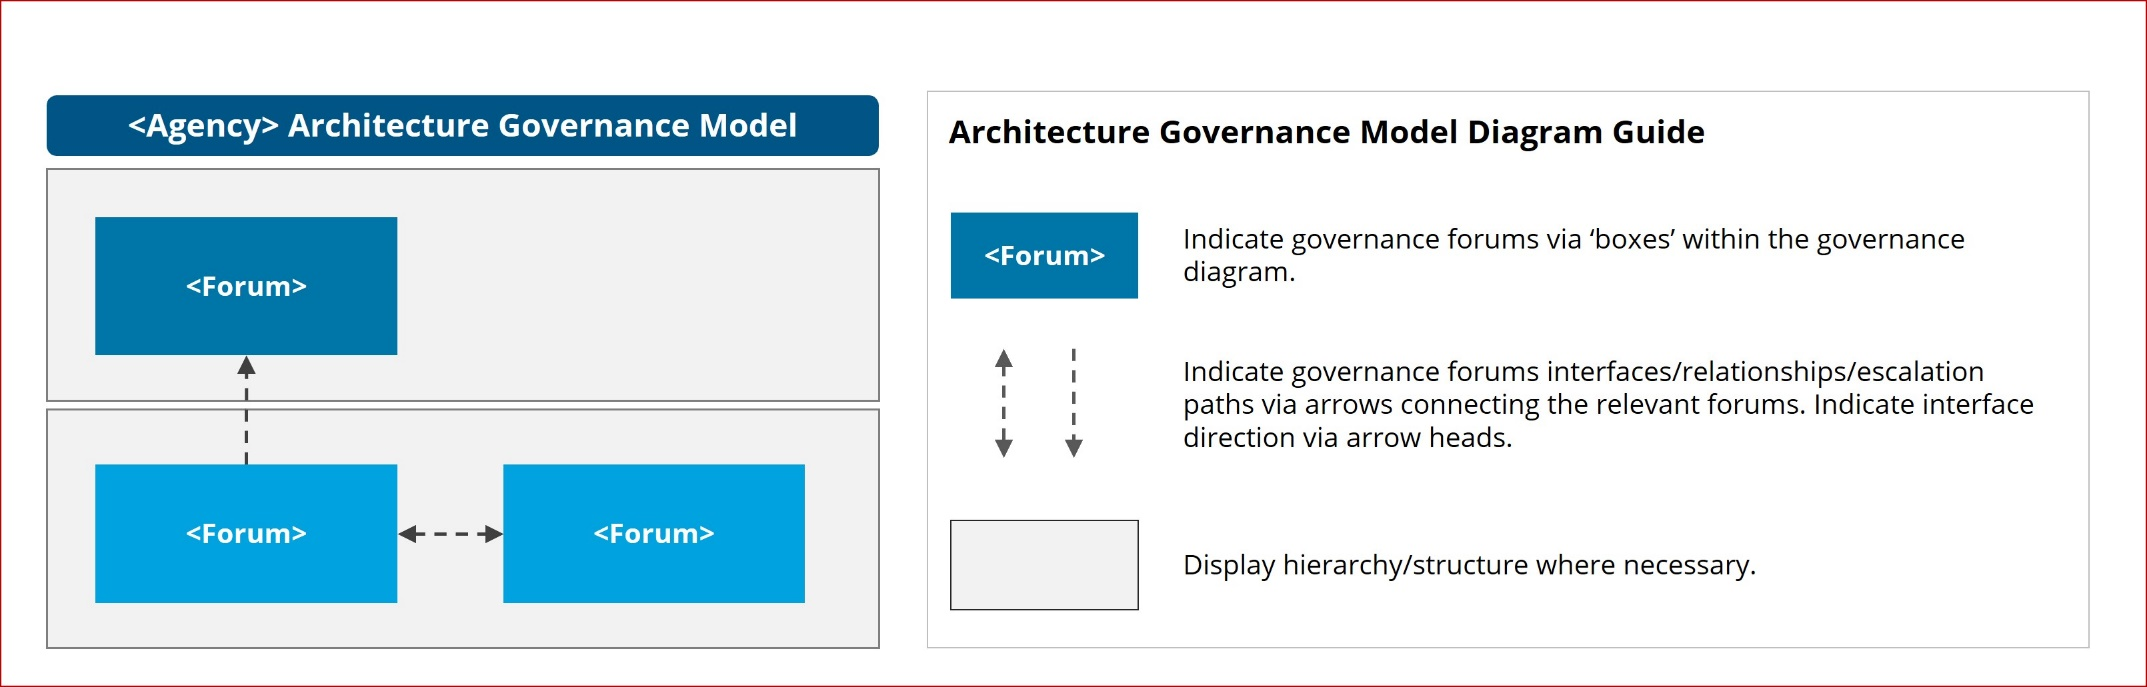 <Agency> Architecture Governance Model
<Forum>
<Forum>
<Forum>
Architecture Governance Model Diagram Guide
<Forum>
Indicate governance forums via ‘boxes’ within the governance
diagram.
Indicate governance forums interfaces/relationships/escalation
paths via arrows connecting the relevant forums. Indicate interface
direction via arrow heads.
Display hierarchy/structure where necessary.